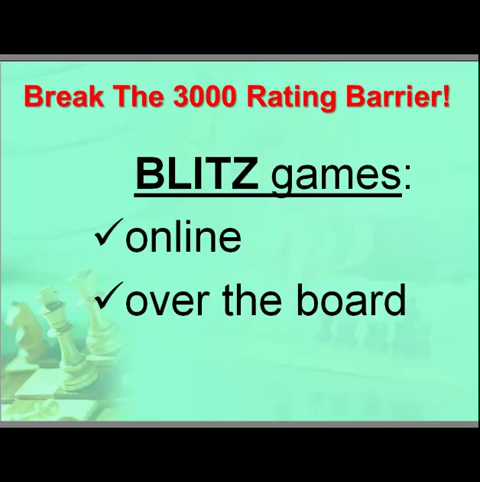 Break The 3000 Rating Barrier!
BLITZ games:
✓online
✓over the board